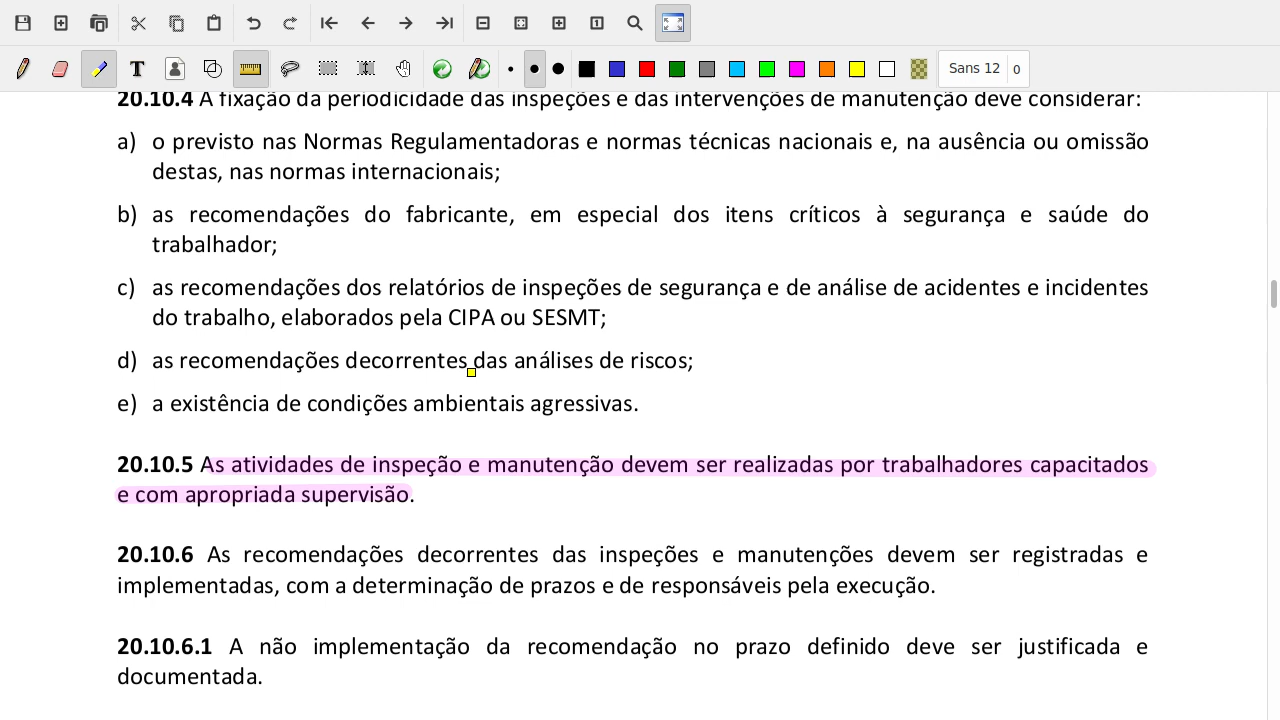 Sans 12 0
20.10.4 A fixação da periodicidade das inspeções e das intervenções de manutenção deve considerar:
a) o previsto nas Normas Regulamentadoras e normas técnicas nacionais e, na ausência ou omissão
destas, nas normas internacionais;
b) as recomendações do fabricante, em especial dos itens críticos à segurança e saúde do
trabalhador;
c) as recomendações dos relatórios de inspeções de segurança e de análise de acidentes e incidentes
do trabalho, elaborados pela CIPA ou SESMT;
d) as recomendações decorrentes das análises de riscos;
e) a existência de condições ambientais agressivas.
20.10.5 As atividades de inspeção e manutenção devem ser realizadas por trabalhadores capacitados
e com apropriada supervisão.
20.10.6 As recomendações decorrentes das inspeções e manutenções devem ser registradas e
implementadas, com a determinação de prazos e de responsáveis pela execução.
20.10.6.1 A não implementação da recomendação no prazo definido deve ser justificada e
documentada.